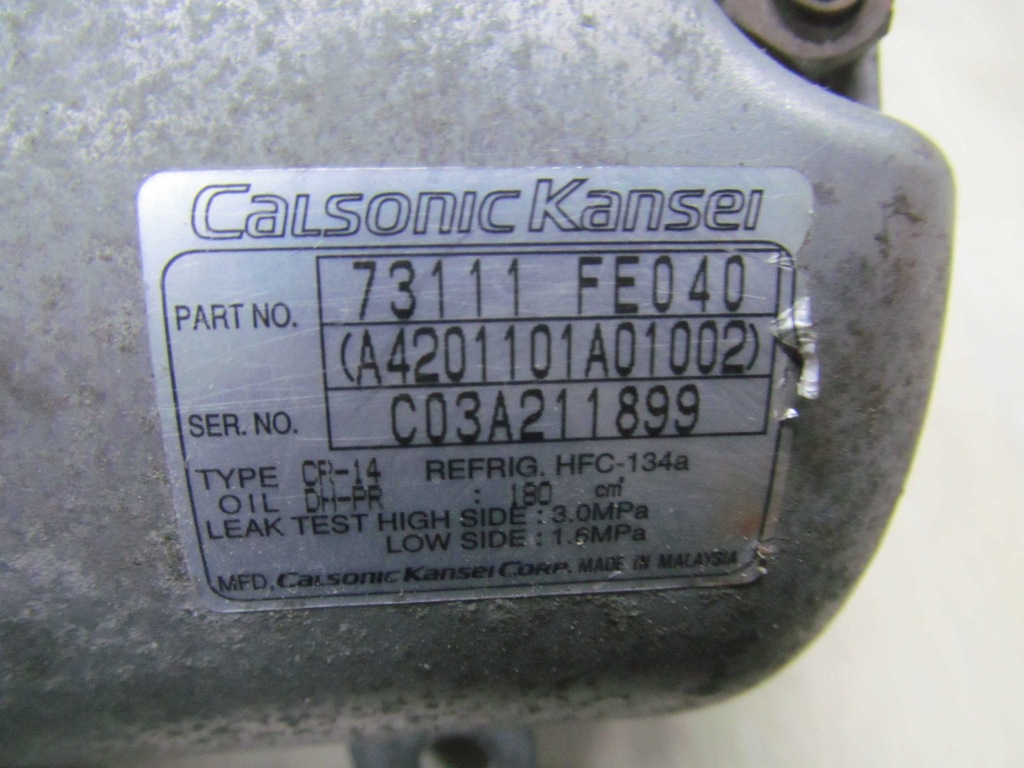 Calsonic Kansei
PART NO. 73111 FE040
(A4201101A01002)
SER. NO. C03A211899
TYPE CR-14 REFRIG. HFC-134a
OIL DH-PR : 180 cm³
LEAK TEST HIGH SIDE : 3.0MPa
LOW SIDE : 1.6MPa
MFD. Calsonic Kansei Corp. MADE IN MALAYSIA